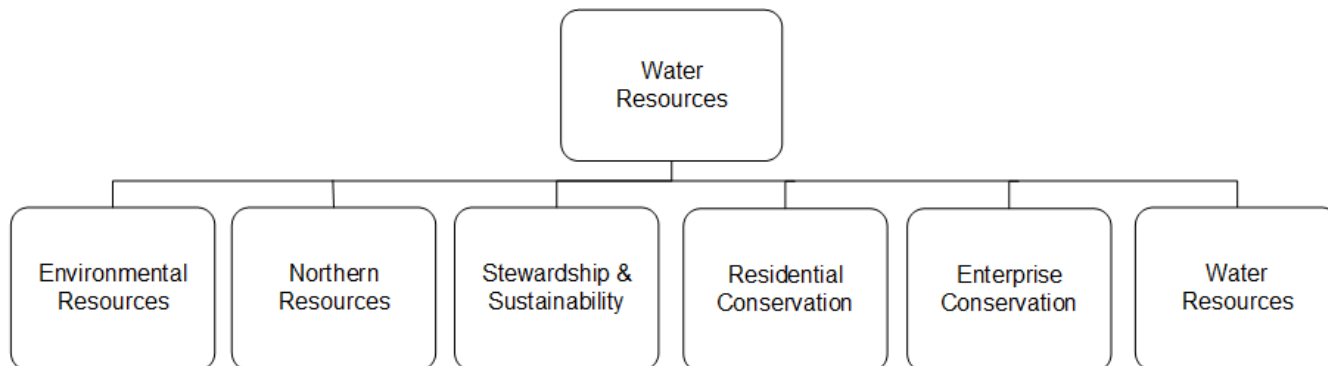 Water
Resources
Environmental
Resources
Northern
Resources
Stewardship &
Sustainability
Residential
Conservation
Enterprise
Conservation
Water
Resources